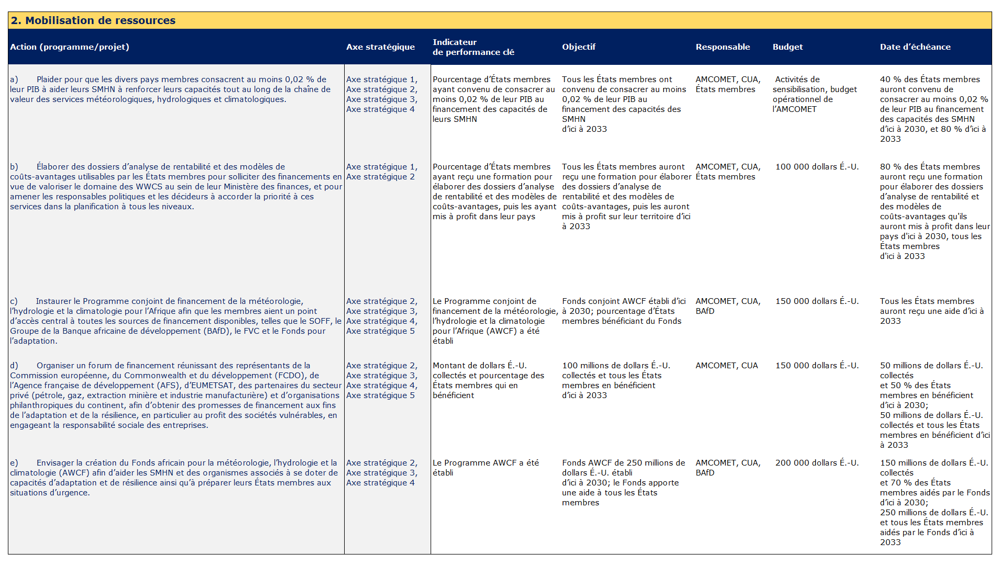 2. Mobilisation de ressources
Action (programme/projet)
Axe stratégique
Indicateur
de performance clé
Objectif
Responsable
Budget
Date d’échéance
a) Plaider pour que les divers pays membres consacrent au moins 0,02 % de
leur PIB à aider leurs SMHN à renforcer leurs capacités tout au long de la chaîne de
valeur des services météorologiques, hydrologiques et climatologiques.
Axe stratégique 1,
Axe stratégique 2,
Axe stratégique 3,
Axe stratégique 4
Pourcentage d’États membres
ayant convenu de consacrer au
moins 0,02 % de leur PIB au
financement des capacités de
leurs SMHN
Tous les États membres ont
convenu de consacrer au moins
0,02 % de leur PIB au
financement des capacités des
SMHN
d’ici à 2033
AMCOMET, CUA,
États membres
Activités de
sensibilisation, budget
opérationnel de
l’AMCOMET
40 % des États membres
auront convenu de
consacrer au moins 0,02 %
de leur PIB au financement
des capacités des SMHN
d’ici à 2030, et 80 % d’ici à
2033
b) Élaborer des dossiers d’analyse de rentabilité et des modèles de
coûts-avantages utilisables par les États membres pour solliciter des financements en
vue de valoriser le domaine des WWCS au sein de leur Ministère des finances, et pour
amener les responsables politiques et les décideurs à accorder la priorité à ces
services dans la planification à tous les niveaux.
Axe stratégique 1,
Axe stratégique 2
Pourcentage d’États membres
ayant reçu une formation pour
élaborer des dossiers d’analyse
de rentabilité et des modèles de
coûts-avantages, puis les ayant
mis à profit dans leur pays
Tous les États membres auront
reçu une formation pour élaborer
des dossiers d’analyse de
rentabilité et des modèles de
coûts-avantages, puis les auront
mis à profit sur leur territoire d’ici
à 2033
AMCOMET, CUA,
États membres
100 000 dollars É.-U.
80 % des États membres
auront reçu une formation
pour élaborer des dossiers
d’analyse de rentabilité et
des modèles de
coûts-avantages qu'ils
auront mis à profit dans leur
pays d'ici à 2030, tous les
États membres
d'ici à 2033
c) Instaurer le Programme conjoint de financement de la météorologie,
l’hydrologie et la climatologie pour l’Afrique afin que les membres aient un point
d’accès central à toutes les sources de financement disponibles, telles que le SOFF, le
Groupe de la Banque africaine de développement (BAfD), le FVC et le Fonds pour
l’adaptation.
Axe stratégique 2,
Axe stratégique 3,
Axe stratégique 4,
Axe stratégique 5
Le Programme conjoint de
financement de la météorologie,
l’hydrologie et la climatologie
pour l’Afrique (AWCF) a été
établi
Fonds conjoint AWCF établi d’ici
à 2030; pourcentage d’États
membres bénéficiant du Fonds
AMCOMET, CUA,
BAfD
150 000 dollars É.-U.
Tous les États membres
auront reçu une aide d’ici à
2033
d) Organiser un forum de financement réunissant des représentants de la
Commission européenne, du Commonwealth et du développement (FCDO), de
l’Agence française de développement (AFS), d’EUMETSAT, des partenaires du secteur
privé (pétrole, gaz, extraction minière et industrie manufacturière) et d’organisations
philanthropiques du continent, afin d’obtenir des promesses de financement aux fins
de l’adaptation et de la résilience, en particulier au profit des sociétés vulnérables, en
engageant la responsabilité sociale des entreprises.
Axe stratégique 2,
Axe stratégique 3,
Axe stratégique 4,
Axe stratégique 5
Montant de dollars É.-U.
collectés et pourcentage des
États membres qui en
bénéficient
100 millions de dollars É.-U.
collectés et tous les États
membres en bénéficient
d’ici à 2033
AMCOMET, CUA
150 000 dollars É.-U.
50 millions de dollars É.-U.
collectés
et 50 % des États
membres en bénéficient
d’ici à 2030;
50 millions de dollars É.-U.
collectés et tous les États
membres en bénéficient d’ici
à 2033
e) Envisager la création du Fonds africain pour la météorologie, l’hydrologie et la
climatologie (AWCF) afin d’aider les SMHN et des organismes associés à se doter de
capacités d’adaptation et de résilience ainsi qu’à préparer leurs États membres aux
situations d’urgence.
Axe stratégique 2,
Axe stratégique 3,
Axe stratégique 4
Le Programme AWCF a été
établi
Fonds AWCF de 250 millions de
dollars É.-U. établi
d’ici à 2030; le Fonds apporte
une aide à tous les États
membres
AMCOMET, CUA,
BAfD
200 000 dollars É.-U.
150 millions de dollars É.-U.
collectés
et 70 % des États
membres aidés par le Fonds
d’ici à 2030;
250 millions de dollars É.-U.
et tous les États membres
aidés par le Fonds d’ici à
2033